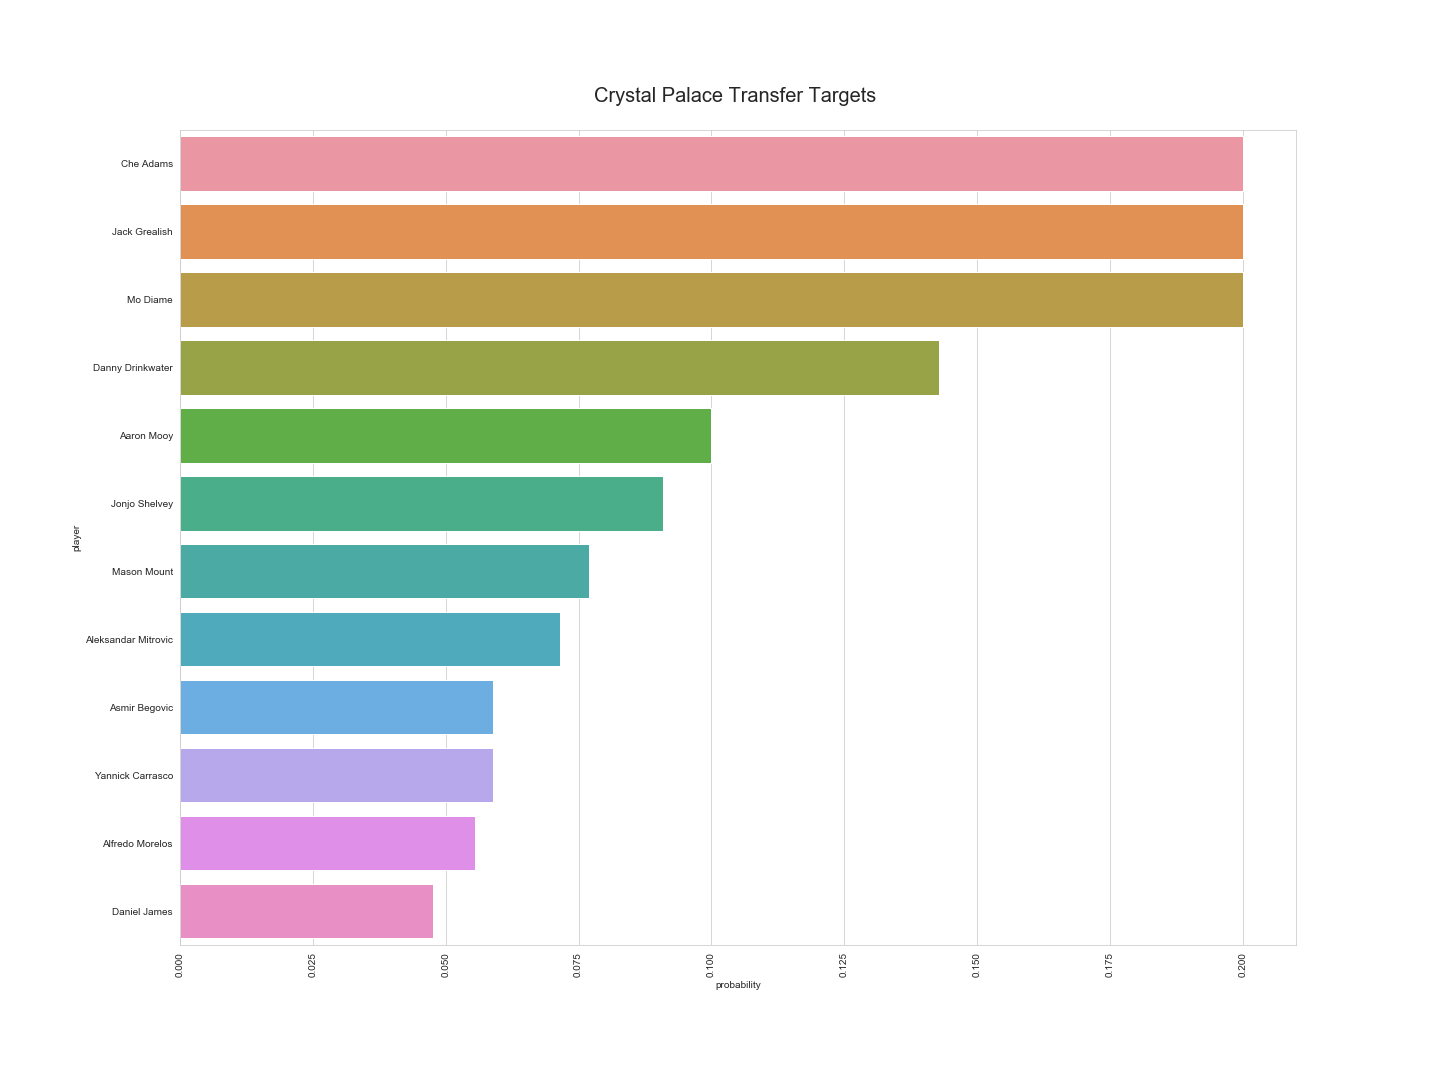 Crystal Palace Transfer Targets
Che Adams
Jack Grealish
Mo Diame
Danny Drinkwater
Aaron Mooy
Jonjo Shelvey
Mason Mount
Aleksandar Mitrovic
Asmir Begovic
Yannick Carrasco
Alfredo Morelos
Daniel James
player
0.000
0.025
0.050
0.075
0.100
0.125
0.150
0.175
0.200
probability